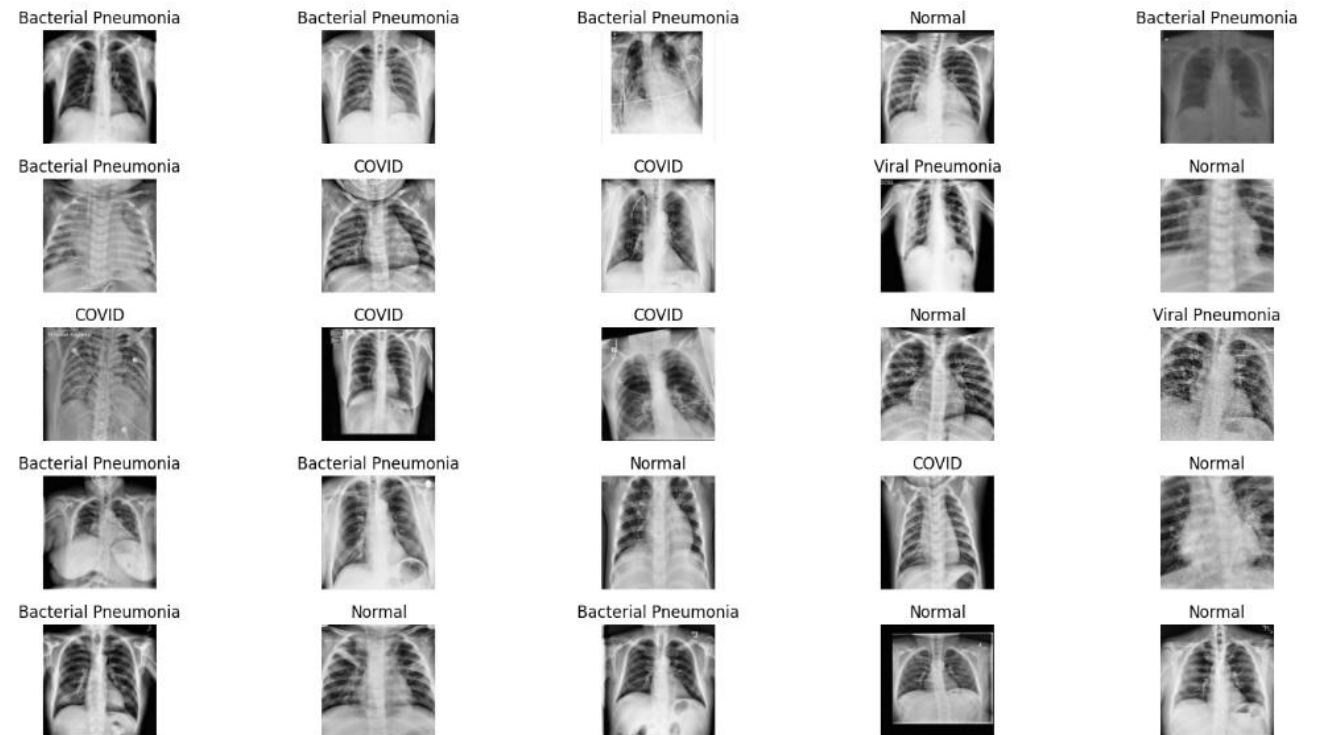 Bacterial Pneumonia Bacterial Pneumonia Bacterial Pneumonia Normal Bacterial Pneumonia
Bacterial Pneumonia COVID COVID Viral Pneumonia Normal
COVID COVID COVID Normal Viral Pneumonia
Bacterial Pneumonia Bacterial Pneumonia Normal COVID Normal
Bacterial Pneumonia Normal Bacterial Pneumonia Normal Normal